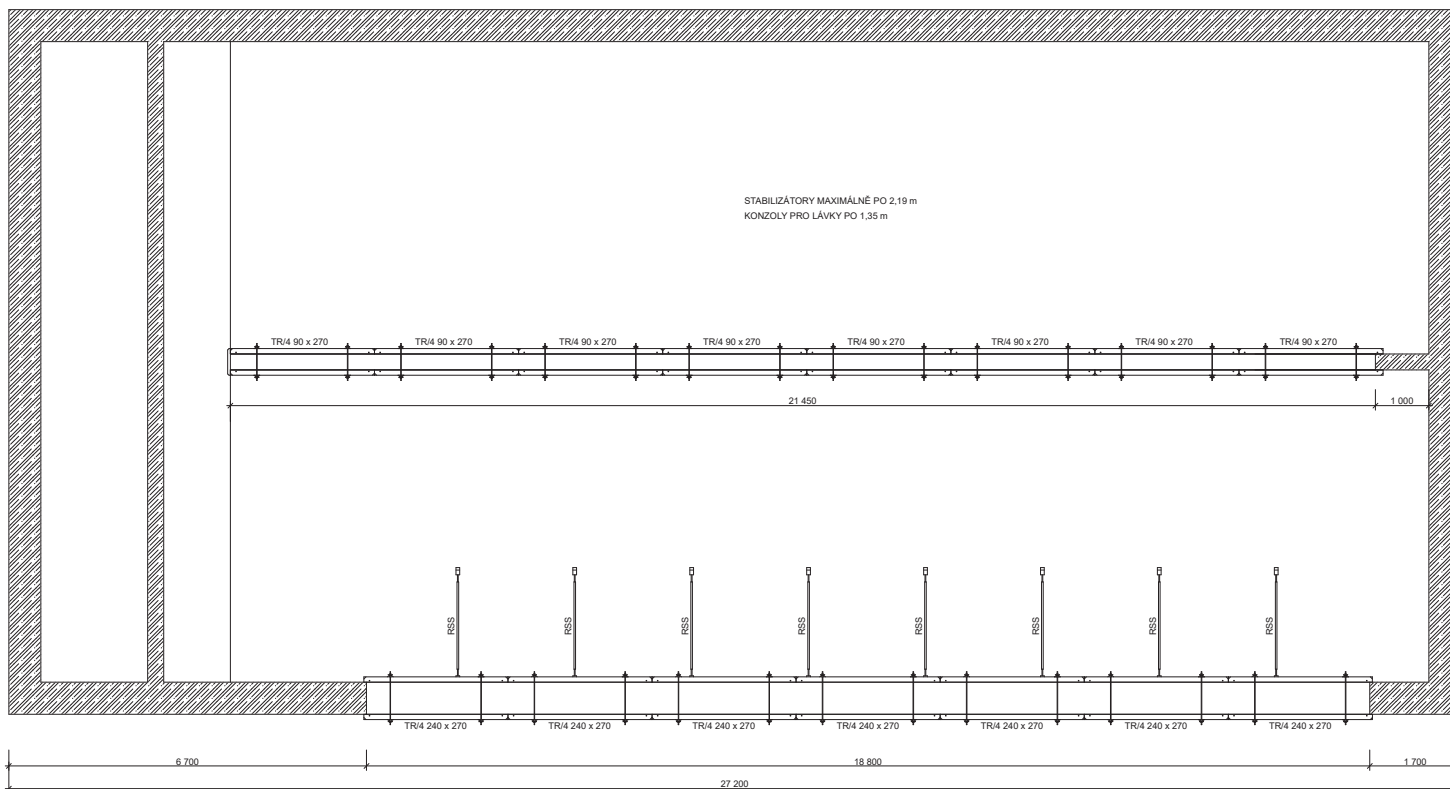 STABILIZÁTORY MAXIMÁLNĚ PO 2,19 m
KONZOLY PRO LÁVKY PO 1,35 m
TR/4 90 x 270
TR/4 90 x 270
TR/4 90 x 270
TR/4 90 x 270
TR/4 90 x 270
TR/4 90 x 270
TR/4 90 x 270
TR/4 90 x 270
21 450
1 000
RSS
RSS
RSS
RSS
RSS
RSS
RSS
RSS
TR/4 240 x 270
TR/4 240 x 270
TR/4 240 x 270
TR/4 240 x 270
TR/4 240 x 270
TR/4 240 x 270
TR/4 240 x 270
6 700
18 800
1 700
27 200